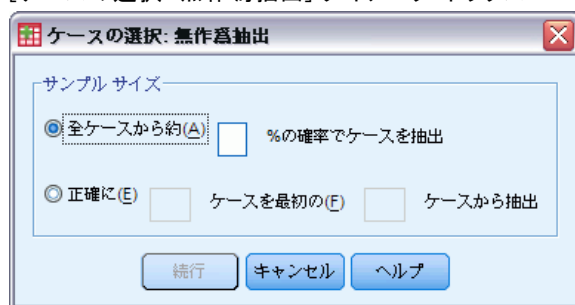 ケースの選択: 無作爲抽出
サンプル サイズ
全ケースから約(A) %の確率でケースを抽出
正確に(E) ケースを最初の(F) ケースから抽出
続行 キャンセル ヘルプ